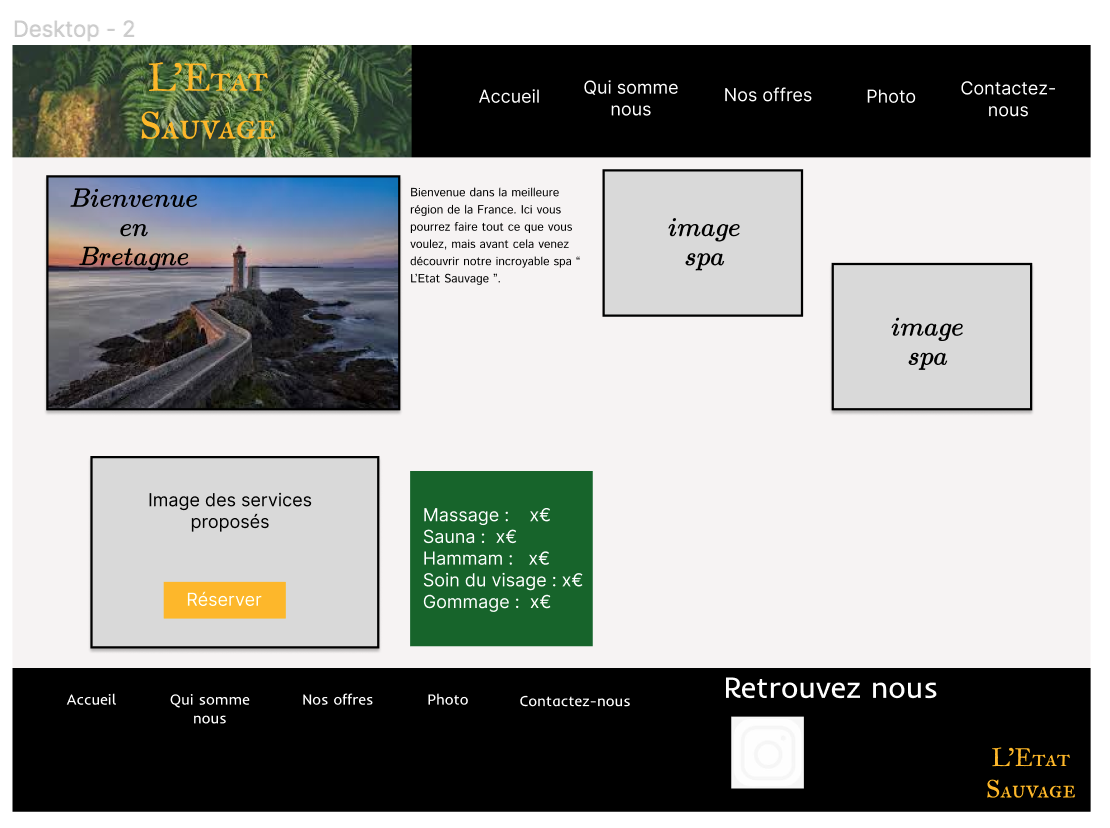 Desktop - 2
L'Etat
Sauvage
Accueil
Qui somme
nous
Nos offres
Photo
Contactez-
nous
Bienvenue
en
Bretagne
Bienvenue dans la meilleure
région de la France. Ici vous
pourrez faire tout ce que vous
voulez, mais avant cela venez
découvrir notre incroyable spa “
L'Etat Sauvage ”.
image
spa
image
spa
Image des services
proposés
Réserver
Massage : x€
Sauna : x€
Hammam : x€
Soin du visage : x€
Gommage : x€
Accueil
Qui somme
nous
Nos offres
Photo
Contactez-nous
Retrouvez nous
L'Etat
Sauvage